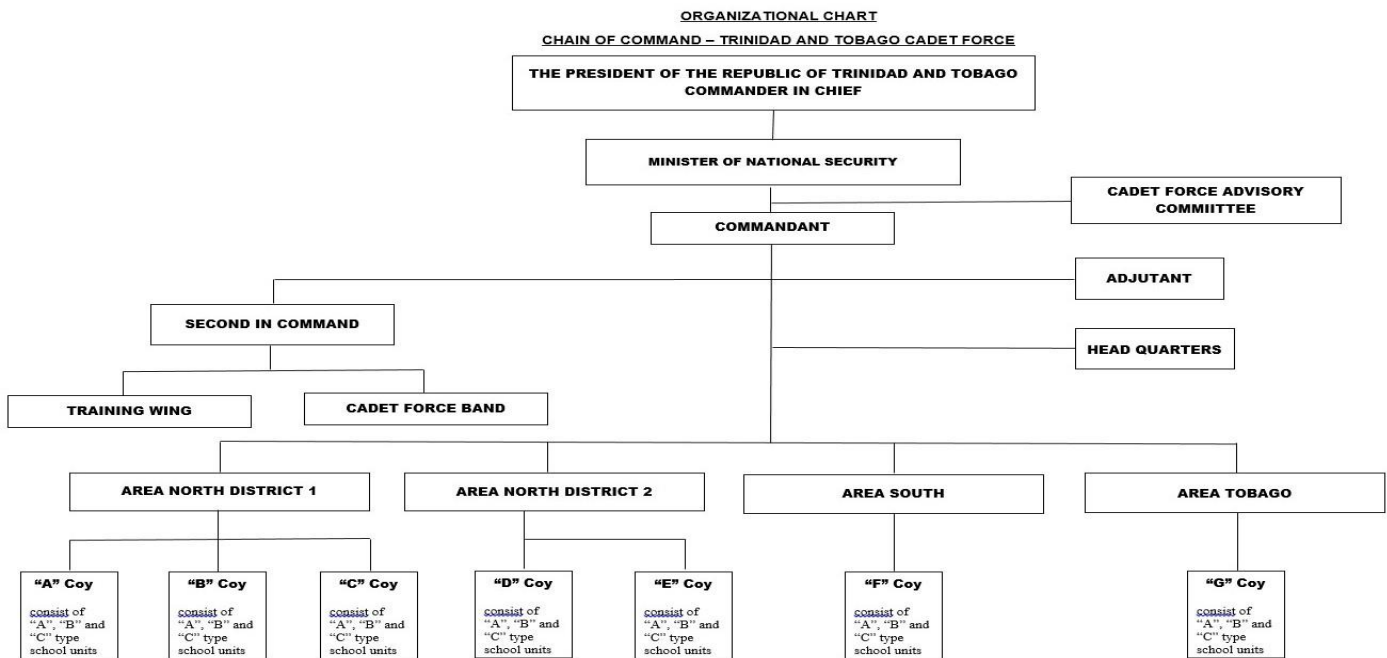 ORGANIZATIONAL CHART
CHAIN OF COMMAND – TRINIDAD AND TOBAGO CADET FORCE
THE PRESIDENT OF THE REPUBLIC OF TRINIDAD AND TOBAGO
COMMANDER IN CHIEF
MINISTER OF NATIONAL SECURITY
CADET FORCE ADVISORY
COMMIITTEE
COMMANDANT
ADJUTANT
SECOND IN COMMAND
HEAD QUARTERS
TRAINING WING
CADET FORCE BAND
AREA NORTH DISTRICT 1
AREA NORTH DISTRICT 2
AREA SOUTH
AREA TOBAGO
“A” Coy
consist of
“A”, “B” and
“C” type
school units
“B” Coy
consist of
“A”, “B” and
“C” type
school units
“C” Coy
consist of
“A”, “B” and
“C” type
school units
“D” Coy
consist of
“A”, “B” and
“C” type
school units
“E” Coy
consist of
“A”, “B” and
“C” type
school units
“F” Coy
consist of
“A”, “B” and
“C” type
school units
“G” Coy
consist of
“A”, “B” and
“C” type
school units